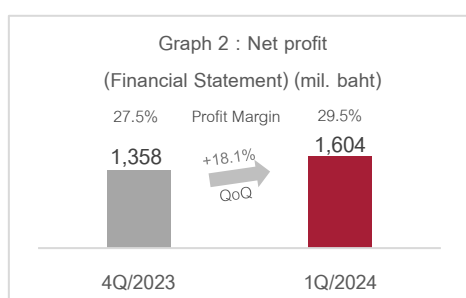 Graph 2 : Net profit
(Financial Statement) (mil. baht)
27.5% Profit Margin 29.5%
1,358 +18.1% 1,604
QoQ
4Q/2023 1Q/2024